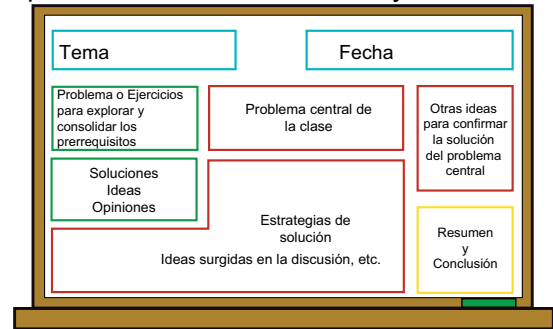 Tema
Fecha
Problema o Ejercicios
para explorar y
consolidar los
prerrequisitos
Problema central de
la clase
Otras ideas
para confirmar
la solución
del problema
central
Soluciones
Ideas
Opiniones
Estrategias de
solución
Ideas surgidas en la discusión, etc.
Resumen
y
Conclusión